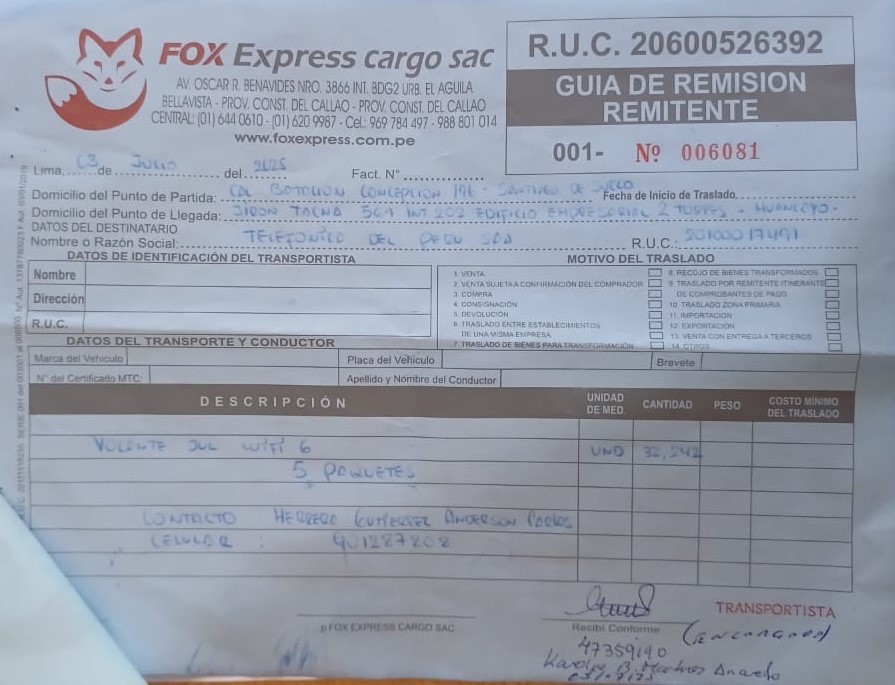 FOX Express cargo sac
AV. OSCAR R. BENAVIDES NRO. 3866 INT. BDG2 URB. EL AGUILA
BELLAVISTA - PROV. CONST. DEL CALLAO - PROV. CONST. DEL CALLAO
CENTRAL: (01) 644 0610 - (01) 620 9987 - Cel.: 969 784 497 - 988 801 014
www.foxexpress.com.pe
R.U.C. 20600526392
GUIA DE REMISION
REMITENTE
001- Nº 006081
Lima, 03 de JULIO del 2025 Fact. N°
Domicilio del Punto de Partida: CAL BOTOLION CONCEPCION 191 - SANTIAGO DE SURCO Fecha de Inicio de Traslado
Domicilio del Punto de Llegada: JIRON TACNA 561 INT 202 EDIFICIO EMPRESARIAL 2 TORRES - HUANCAYO.
DATOS DEL DESTINATARIO
Nombre o Razón Social: TELEFONICA DEL PERU SAA R.U.C.: 20100017491
DATOS DE IDENTIFICACIÓN DEL TRANSPORTISTA
Nombre
Dirección
R.U.C.
MOTIVO DEL TRASLADO
1. VENTA
2. VENTA SUJETA A CONFIRMACIÓN DEL COMPRADOR
3. COMPRA
4. CONSIGNACIÓN
5. DEVOLUCIÓN
6. TRASLADO ENTRE ESTABLECIMIENTOS
DE UNA MISMA EMPRESA
7. TRASLADO DE BIENES PARA TRANSFORMACIÓN
8. RECOJO DE BIENES TRANSFORMADOS
9. TRASLADO POR REMITENTE ITINERANTE
DE COMPROBANTES DE PAGO
10. TRASLADO ZONA PRIMARIA
11. IMPORTACIÓN
12. EXPORTACIÓN
13. VENTA CON ENTREGA A TERCEROS
14. OTROS
DATOS DEL TRANSPORTE Y CONDUCTOR
Marca del Vehiculo Placa del Vehiculo Brevete
N° del Certificado MTC: Apellido y Nombre del Conductor
DESCRIPCIÓN UNIDAD DE MED. CANTIDAD PESO COSTO MÍNIMO DEL TRASLADO
VOLANTE JUL WIFI 6 UND 32,242
5 PAQUETES
CONTACTO HERRERA GUTIERREZ ANDERSON CARLOS
CELULAR : 901287208
p.FOX EXPRESS CARGO SAC
Recibí Conforme
TRANSPORTISTA
(ENCARGADA)
47359190